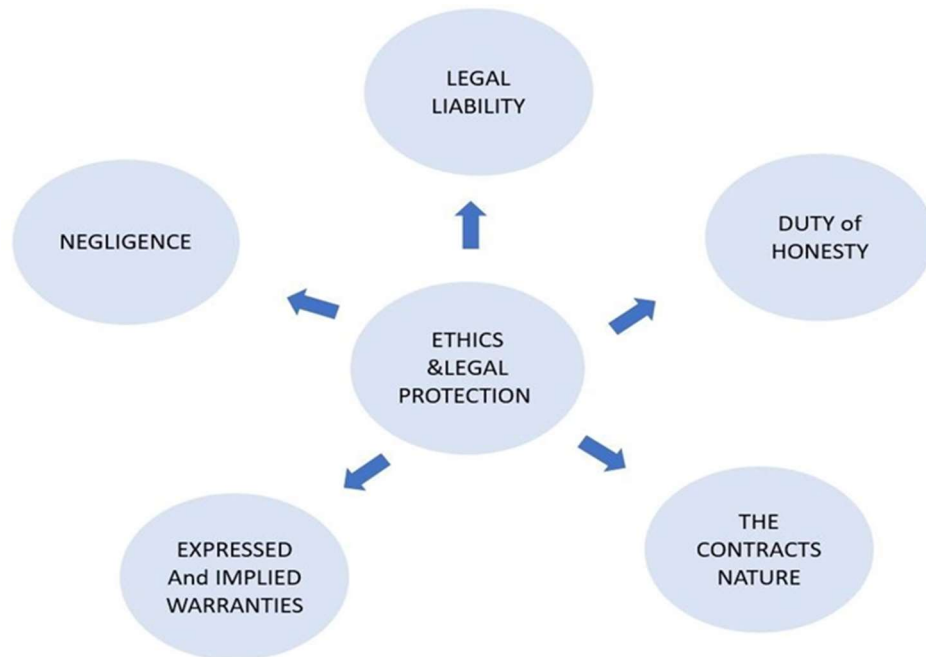 LEGAL
LIABILITY
NEGLIGENCE
DUTY of
HONESTY
ETHICS
&LEGAL
PROTECTION
EXPRESSED
And IMPLIED
WARRANTIES
THE
CONTRACTS
NATURE